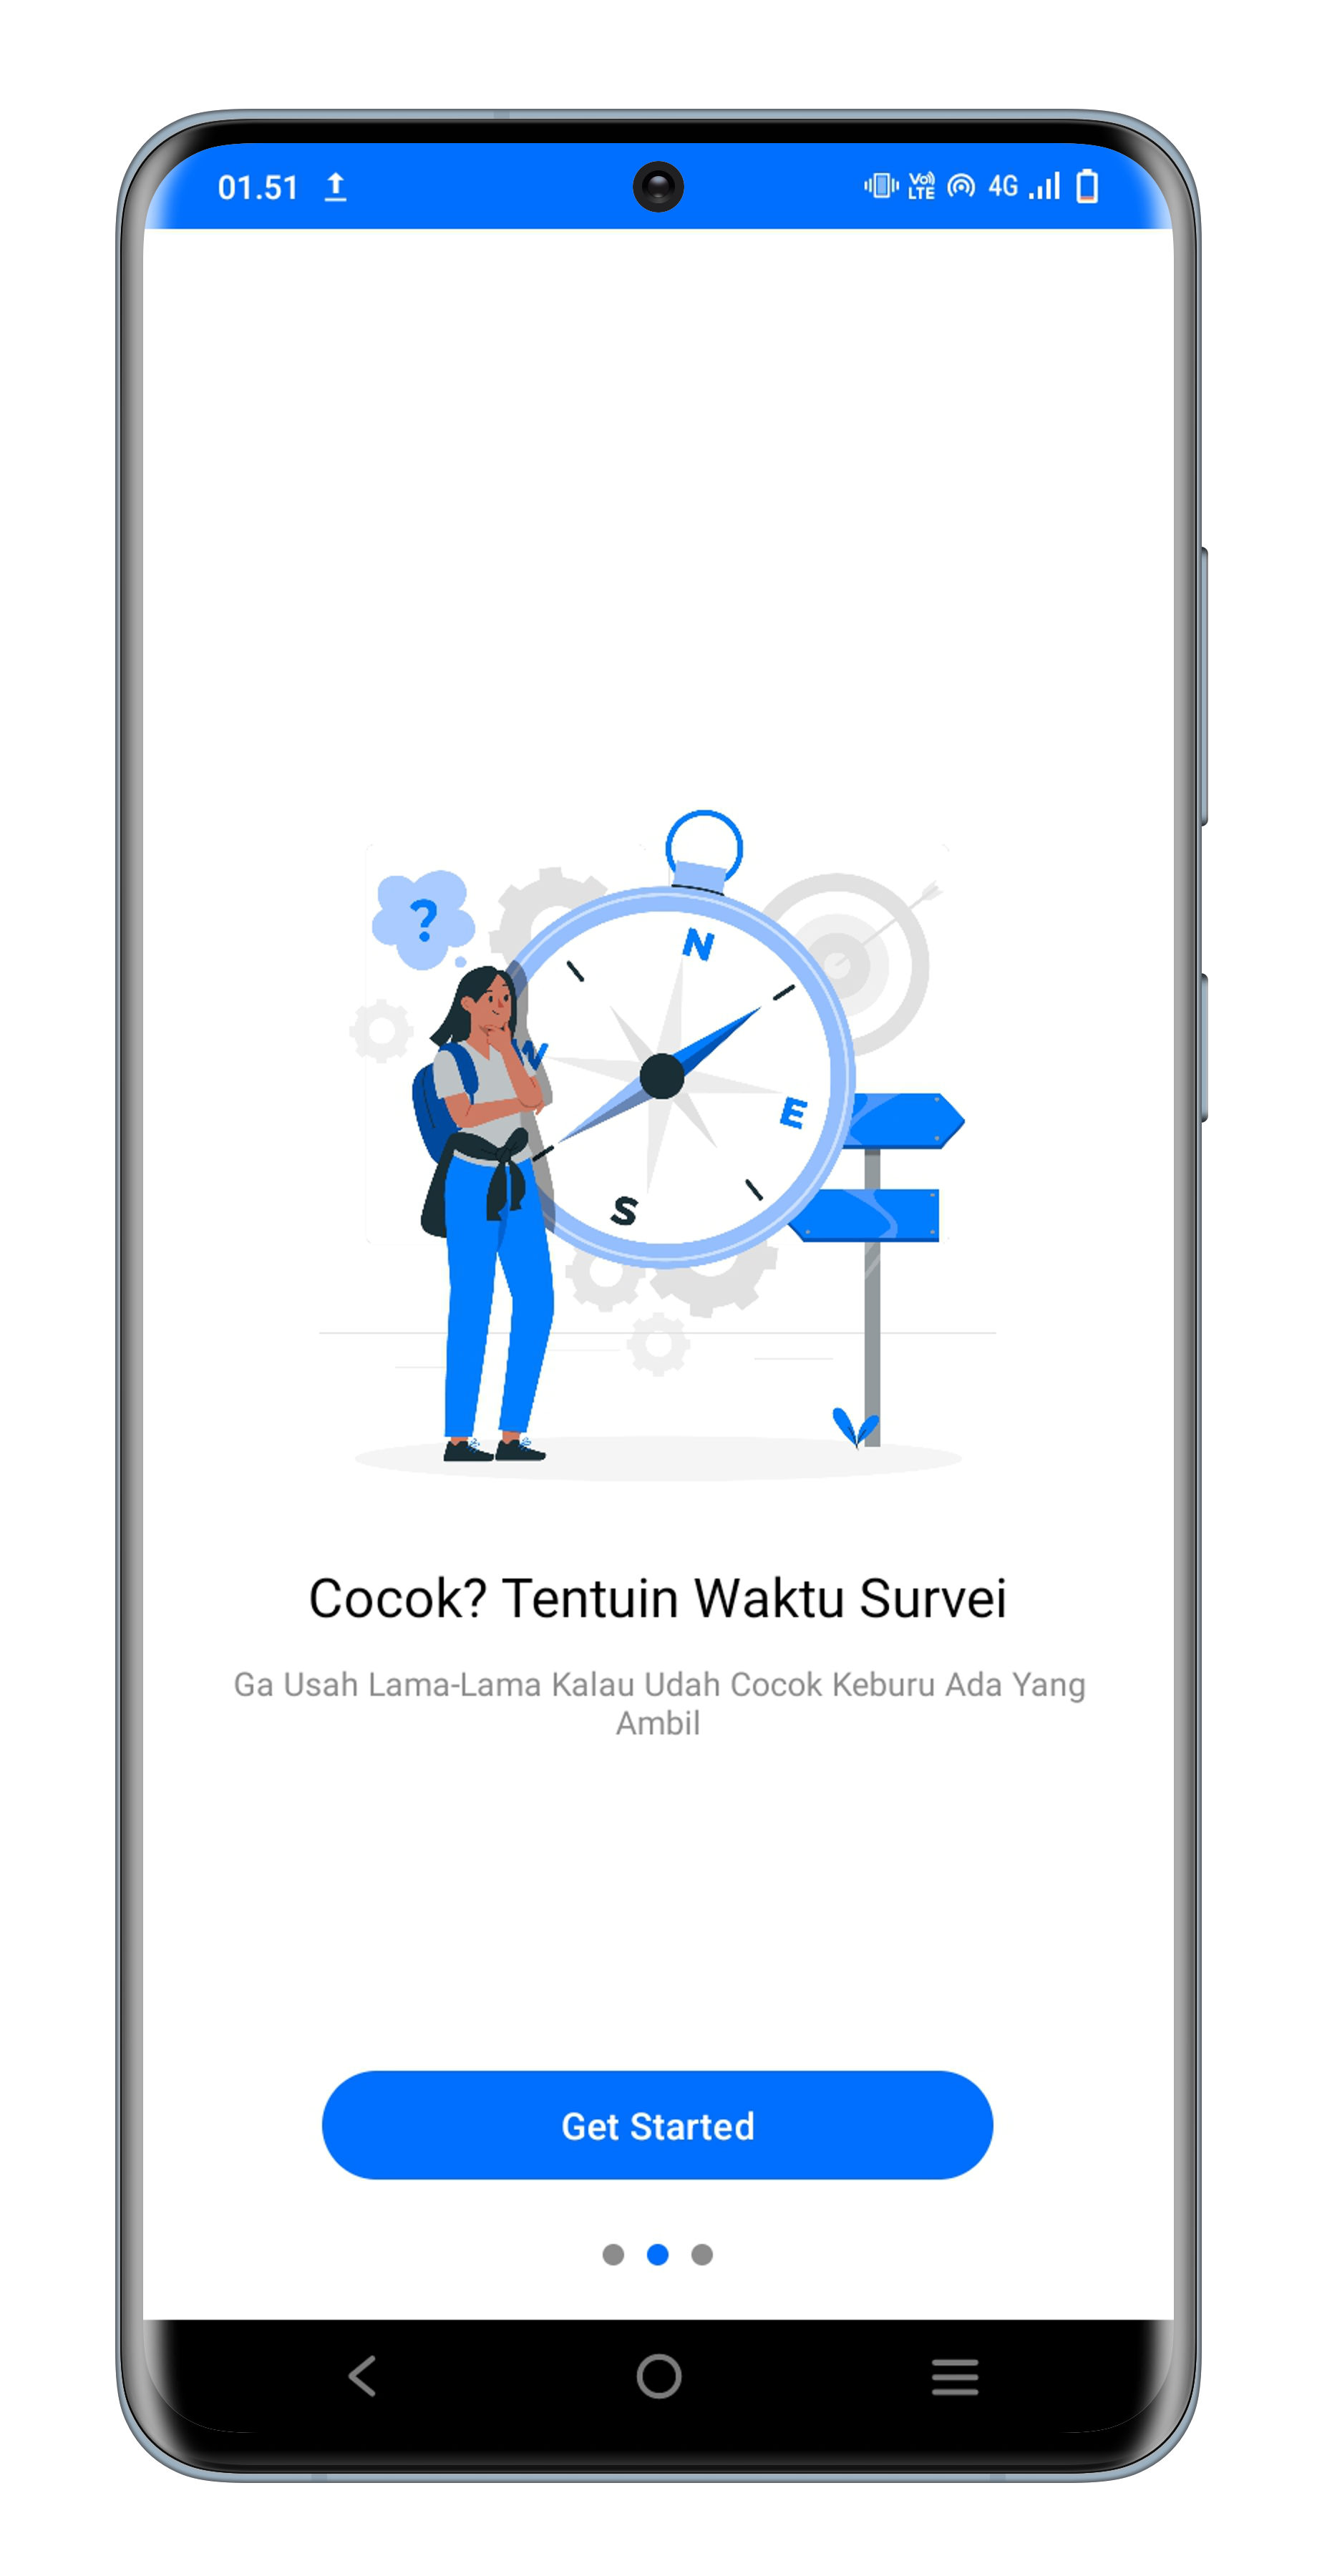 01.51
Vo)) LTE 4G
?
N
E
S
Cocok? Tentuin Waktu Survei
Ga Usah Lama-Lama Kalau Udah Cocok Keburu Ada Yang
Ambil
Get Started